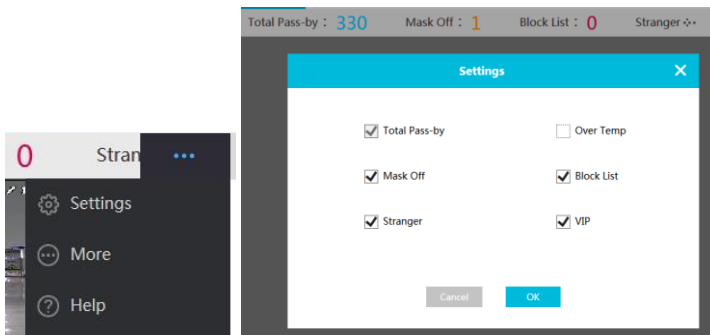 0 Stran ...
Settings
More
Help
Total Pass-by : 330 Mask Off : 1 Block List : 0 Stranger
Settings
Total Pass-by Over Temp
Mask Off Block List
Stranger VIP
Cancel OK